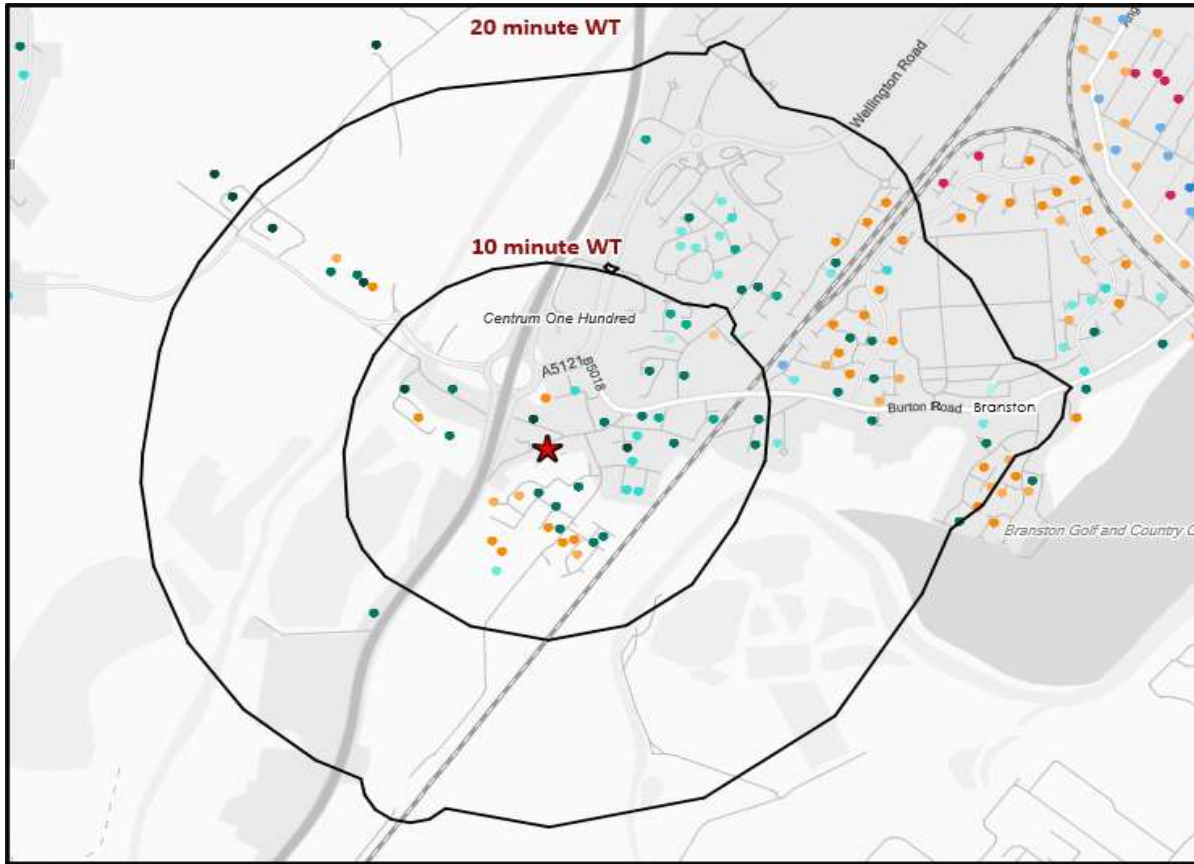 20 minute WT
Wellington Road
10 minute WT
Centrum One Hundred
A5121
B5018
Burton Road
Branston
Branston Golf and Country C